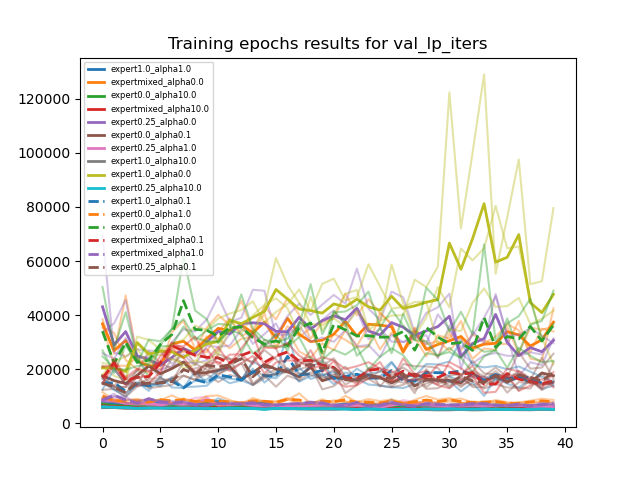 Training epochs results for val_lp_iters
120000
100000
80000
60000
40000
20000
0
expert1.0_alpha1.0
expertmixed_alpha0.0
expert0.0_alpha10.0
expertmixed_alpha10.0
expert0.25_alpha0.0
expert0.0_alpha0.1
expert0.25_alpha1.0
expert1.0_alpha10.0
expert1.0_alpha0.0
expert0.25_alpha10.0
expert1.0_alpha0.1
expert0.0_alpha1.0
expert0.0_alpha0.0
expertmixed_alpha0.1
expertmixed_alpha1.0
expert0.25_alpha0.1
0 5 10 15 20 25 30 35 40